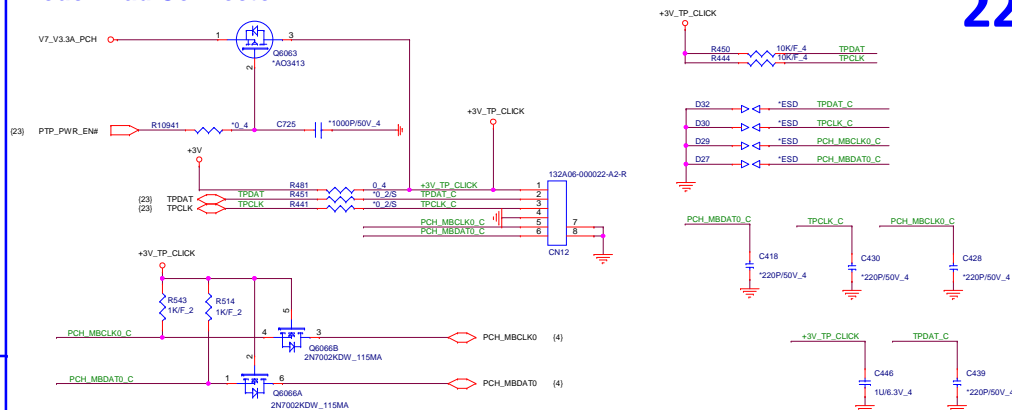 22
V7_V3.3A_PCH
1
3
Q6063
*AO3413
2
(23)
PTP_PWR_EN#
R10941
*0_4
C725
*1000P/50V_4
+3V_TP_CLICK
+3V
132A06-000022-A2-R
R481
0_4
+3V_TP_CLICK
1
(23)
TPDAT
TPDAT
R451
*0_2/S
TPDAT_C
2
(23)
TPCLK
TPCLK
R441
*0_2/S
TPCLK_C
3
4
PCH_MBCLK0_C
5
7
PCH_MBDAT0_C
6
8
CN12
+3V_TP_CLICK
R543
1K/F_2
R514
1K/F_2
5
PCH_MBCLK0_C
4
3
PCH_MBCLK0
(4)
Q6066B
2N7002KDW_115MA
2
PCH_MBDAT0_C
1
6
PCH_MBDAT0
(4)
Q6066A
2N7002KDW_115MA
+3V_TP_CLICK
R450
10K/F_4
TPDAT
R444
10K/F_4
TPCLK
D32
*ESD
TPDAT_C
D30
*ESD
TPCLK_C
D29
*ESD
PCH_MBCLK0_C
D27
*ESD
PCH_MBDAT0_C
PCH_MBDAT0_C
C418
*220P/50V_4
TPCLK_C
C430
*220P/50V_4
PCH_MBCLK0_C
C428
*220P/50V_4
+3V_TP_CLICK
C446
1U/6.3V_4
TPDAT_C
C439
*220P/50V_4